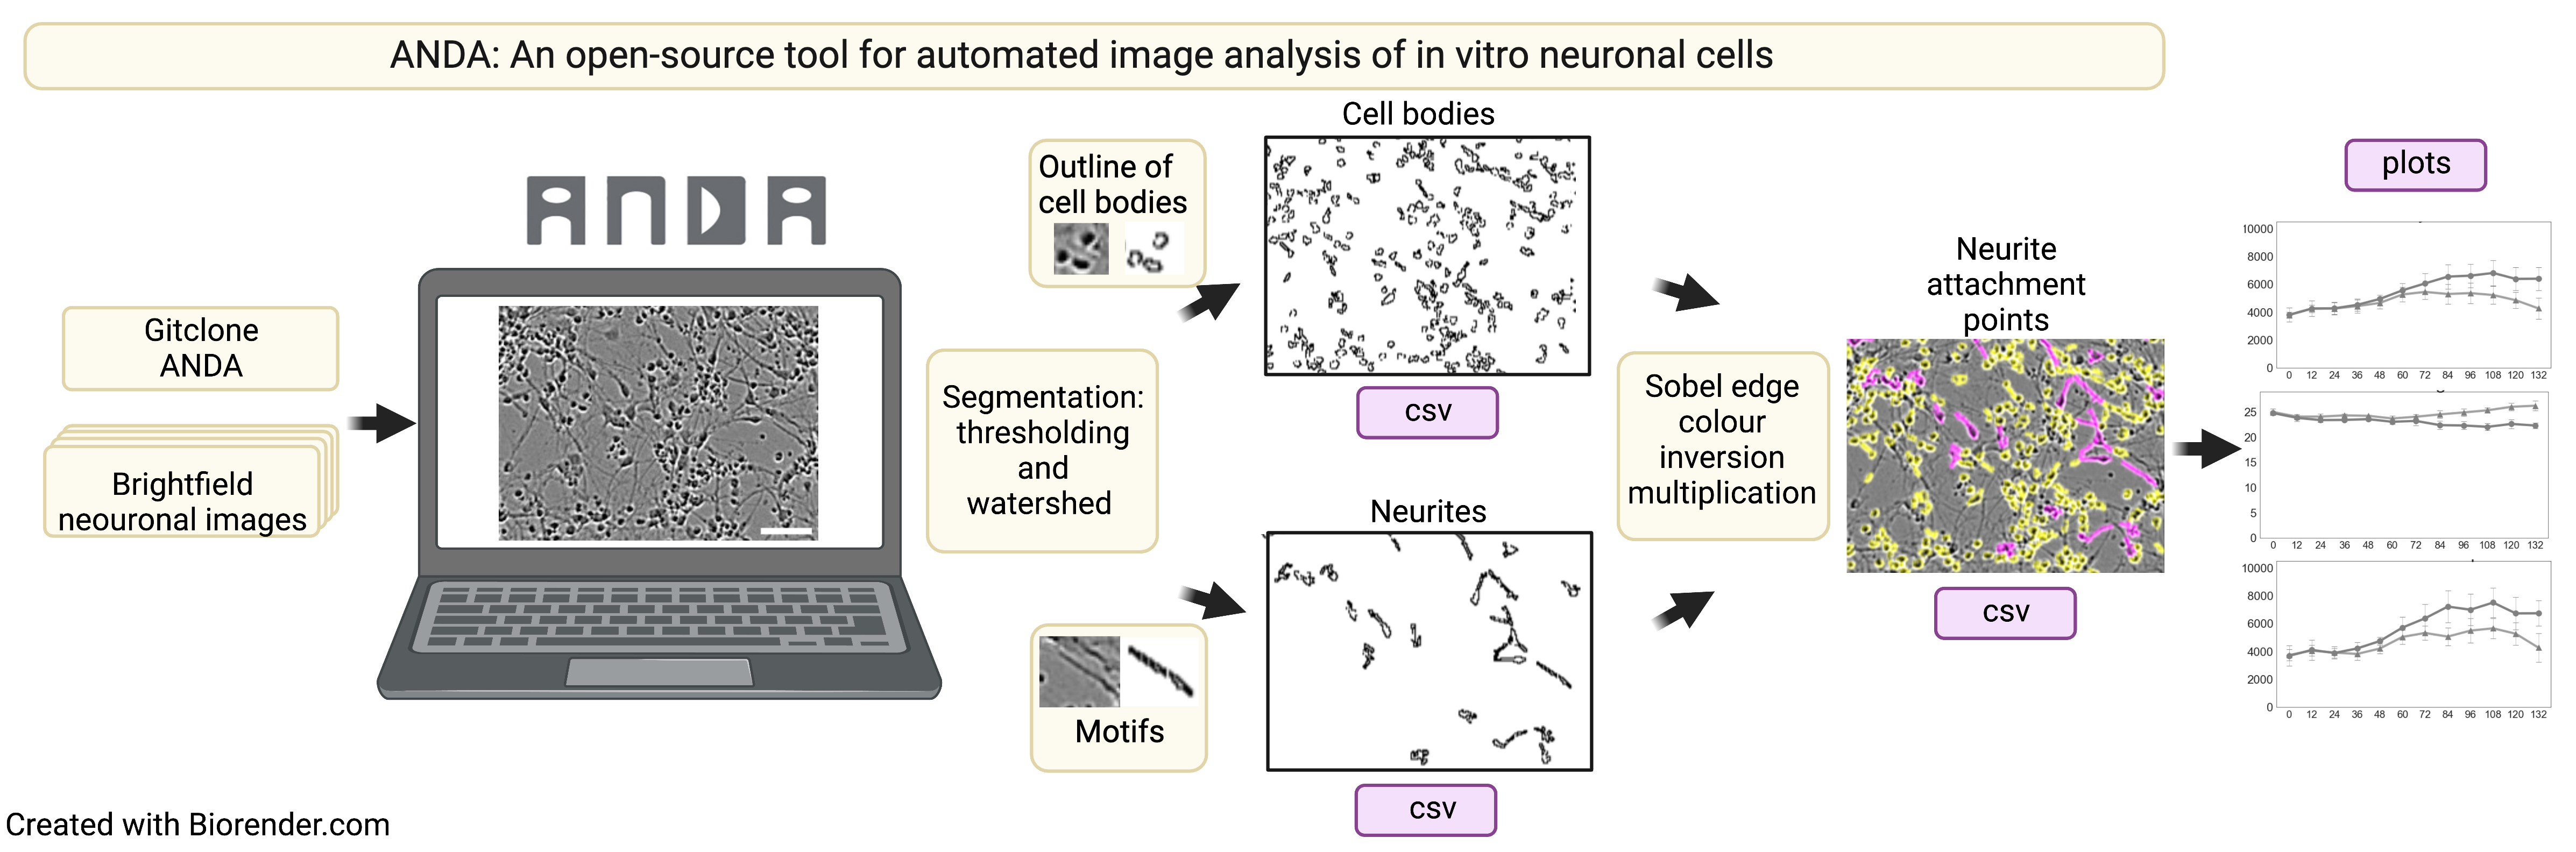 ANDA: An open-source tool for automated image analysis of in vitro neuronal cells
ANDA
Gitclone
ANDA
Brightfield
neouronal images
Outline of
cell bodies
Segmentation:
thresholding
and
watershed
Motifs
Cell bodies
csv
Neurites
csv
Sobel edge
colour
inversion
multiplication
Neurite
attachment
points
csv
plots
10000
8000
6000
4000
2000
0
0 12 24 36 48 60 72 84 96 108 120 132
25
20
15
10
5
0
0 12 24 36 48 60 72 84 96 108 120 132
10000
8000
6000
4000
2000
0
0 12 24 36 48 60 72 84 96 108 120 132
Created with Biorender.com